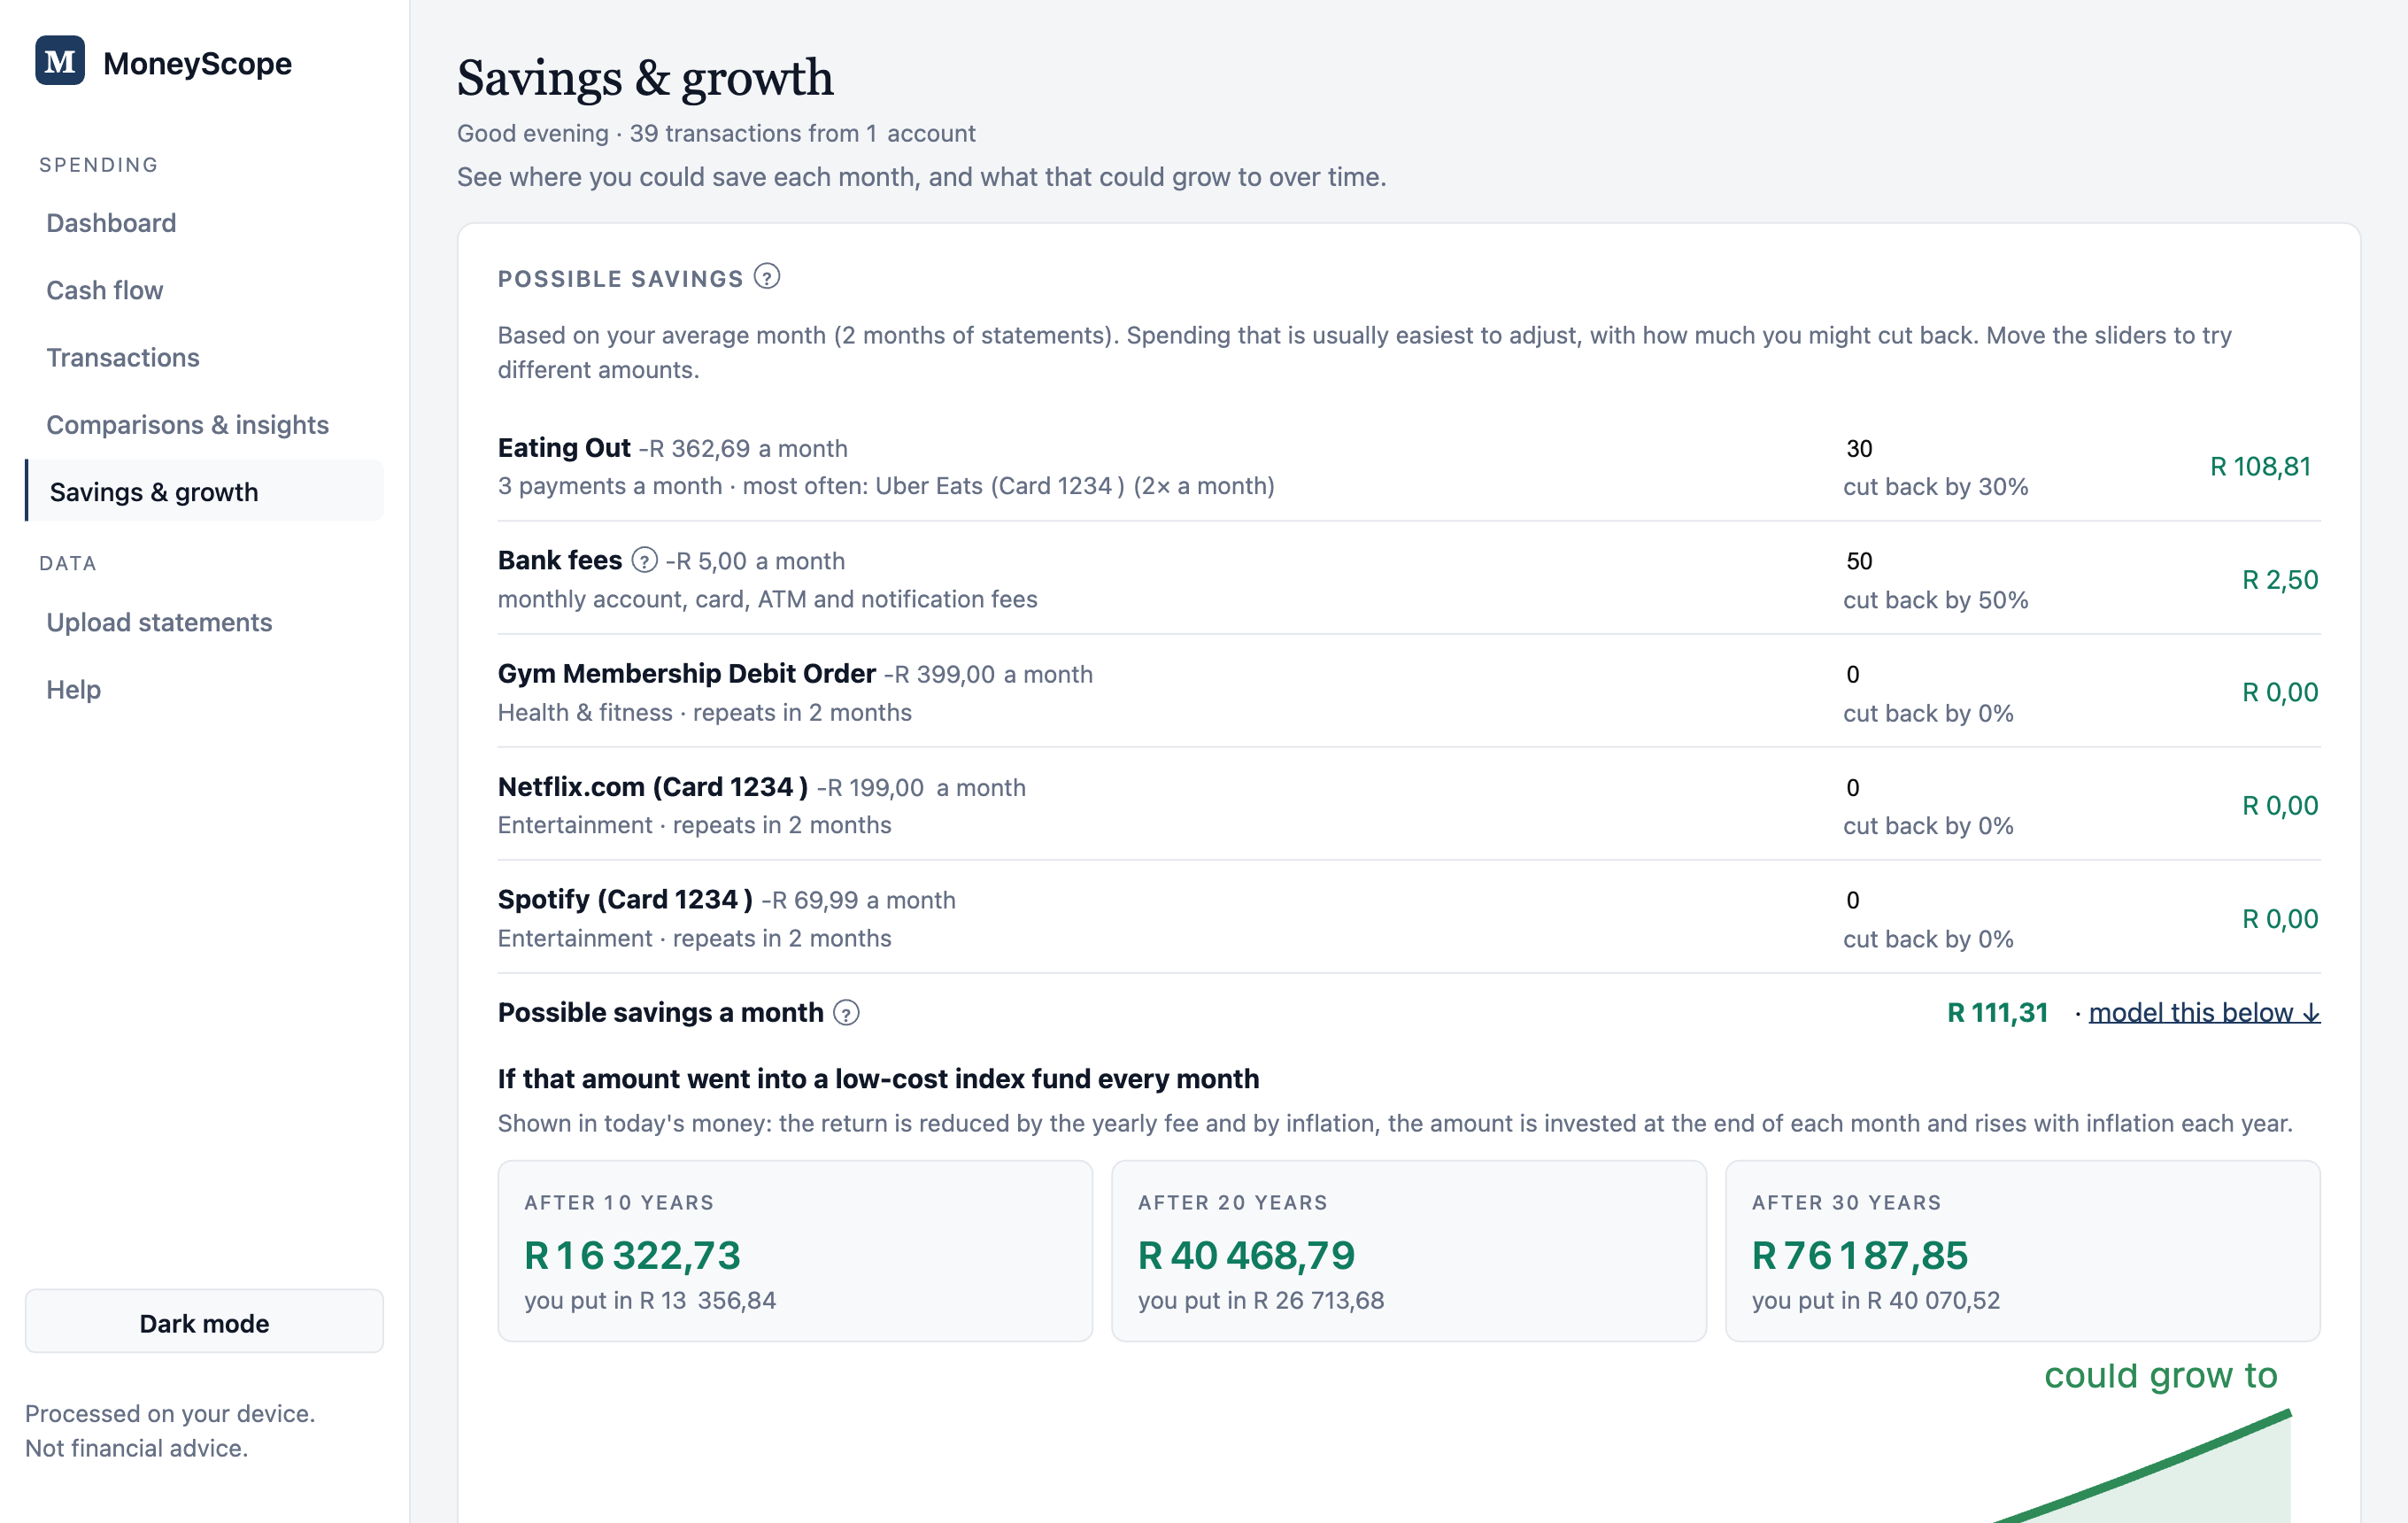 M MoneyScope
SPENDING
Dashboard
Cash flow
Transactions
Comparisons & insights
Savings & growth
DATA
Upload statements
Help
Dark mode
Processed on your device.
Not financial advice.
Savings & growth
Good evening · 39 transactions from 1 account
See where you could save each month, and what that could grow to over time.
POSSIBLE SAVINGS ?
Based on your average month (2 months of statements). Spending that is usually easiest to adjust, with how much you might cut back. Move the sliders to try
different amounts.
Eating Out -R 362,69 a month
3 payments a month · most often: Uber Eats (Card 1234) (2× a month)
30
cut back by 30%
R 108,81
Bank fees ? -R 5,00 a month
monthly account, card, ATM and notification fees
50
cut back by 50%
R 2,50
Gym Membership Debit Order -R 399,00 a month
Health & fitness · repeats in 2 months
0
cut back by 0%
R 0,00
Netflix.com (Card 1234) -R 199,00 a month
Entertainment · repeats in 2 months
0
cut back by 0%
R 0,00
Spotify (Card 1234) -R 69,99 a month
Entertainment · repeats in 2 months
0
cut back by 0%
R 0,00
Possible savings a month ? R 111,31 · model this below ↓
If that amount went into a low-cost index fund every month
Shown in today's money: the return is reduced by the yearly fee and by inflation, the amount is invested at the end of each month and rises with inflation each year.
AFTER 10 YEARS
R 16 322,73
you put in R 13 356,84
AFTER 20 YEARS
R 40 468,79
you put in R 26 713,68
AFTER 30 YEARS
R 76 187,85
you put in R 40 070,52
could grow to